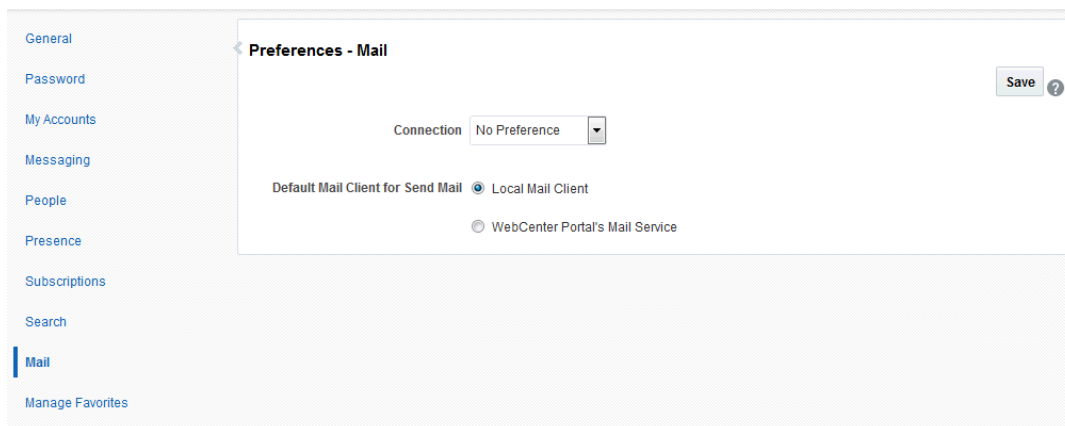 General
Password
My Accounts
Messaging
People
Presence
Subscriptions
Search
Mail
Manage Favorites
Preferences - Mail
Save ?
Connection No Preference
Default Mail Client for Send Mail Local Mail Client
WebCenter Portal's Mail Service